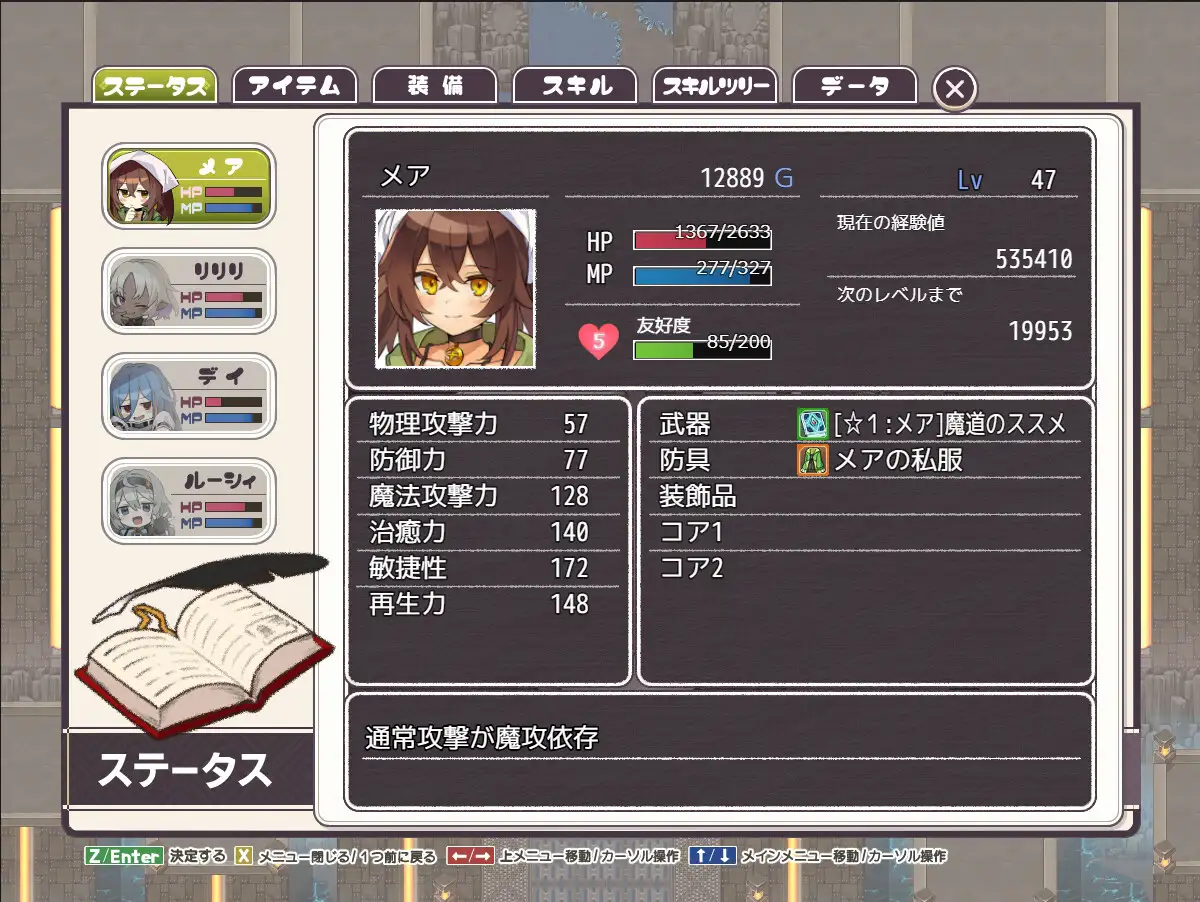 ステータス アイテム 装備 スキル スキルツリー データ
メア
HP
MP
リリリ
HP
MP
デイ
HP
MP
ルーシィ
HP
MP
ステータス
メア 12889 G Lv 47
HP 1367/2633
MP 277/327
5 友好度 85/200
現在の経験値
535410
次のレベルまで
19953
物理攻撃力 57
防御力 77
魔法攻撃力 128
治癒力 140
敏捷性 172
再生力 148
武器 [☆1:メア]魔道のススメ
防具 メアの私服
装飾品
コア1
コア2
通常攻撃が魔攻依存
Z/Enter 決定する X メニュー閉じる/1つ前に戻る ←/→ 上メニュー移動/カーソル操作 ↑/↓ メインメニュー移動/カーソル操作